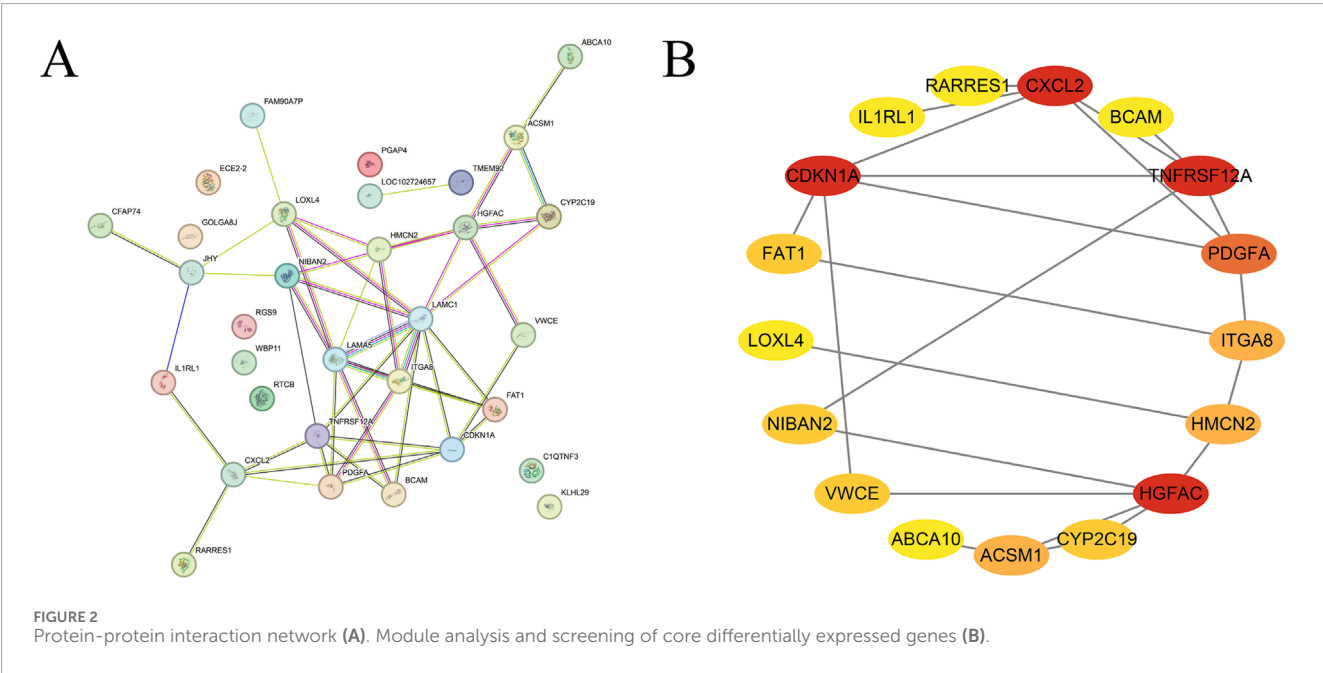 A
ABCA10
FAM90A7P
ACSM1
PGAP4
TMEM92
ECE2-2
LOC102724657
CYP2C19
LOXL4
HGFAC
CFAP74
GOLGA8J
HMCN2
JHY
NIBAN2
LAMC1
RGS9
VWCE
WBP11
LAMA5
ITGA8
IL1RL1
RTCB
FAT1
TNFRSF12A
CDKN1A
CXCL2
C1QTNF3
PDGFA
BCAM
KLHL29
RARRES1
B
RARRES1
CXCL2
IL1RL1
BCAM
CDKN1A
TNFRSF12A
FAT1
PDGFA
LOXL4
ITGA8
NIBAN2
HMCN2
VWCE
HGFAC
ABCA10
ACSM1
CYP2C19
FIGURE 2
Protein-protein interaction network (A). Module analysis and screening of core differentially expressed genes (B).